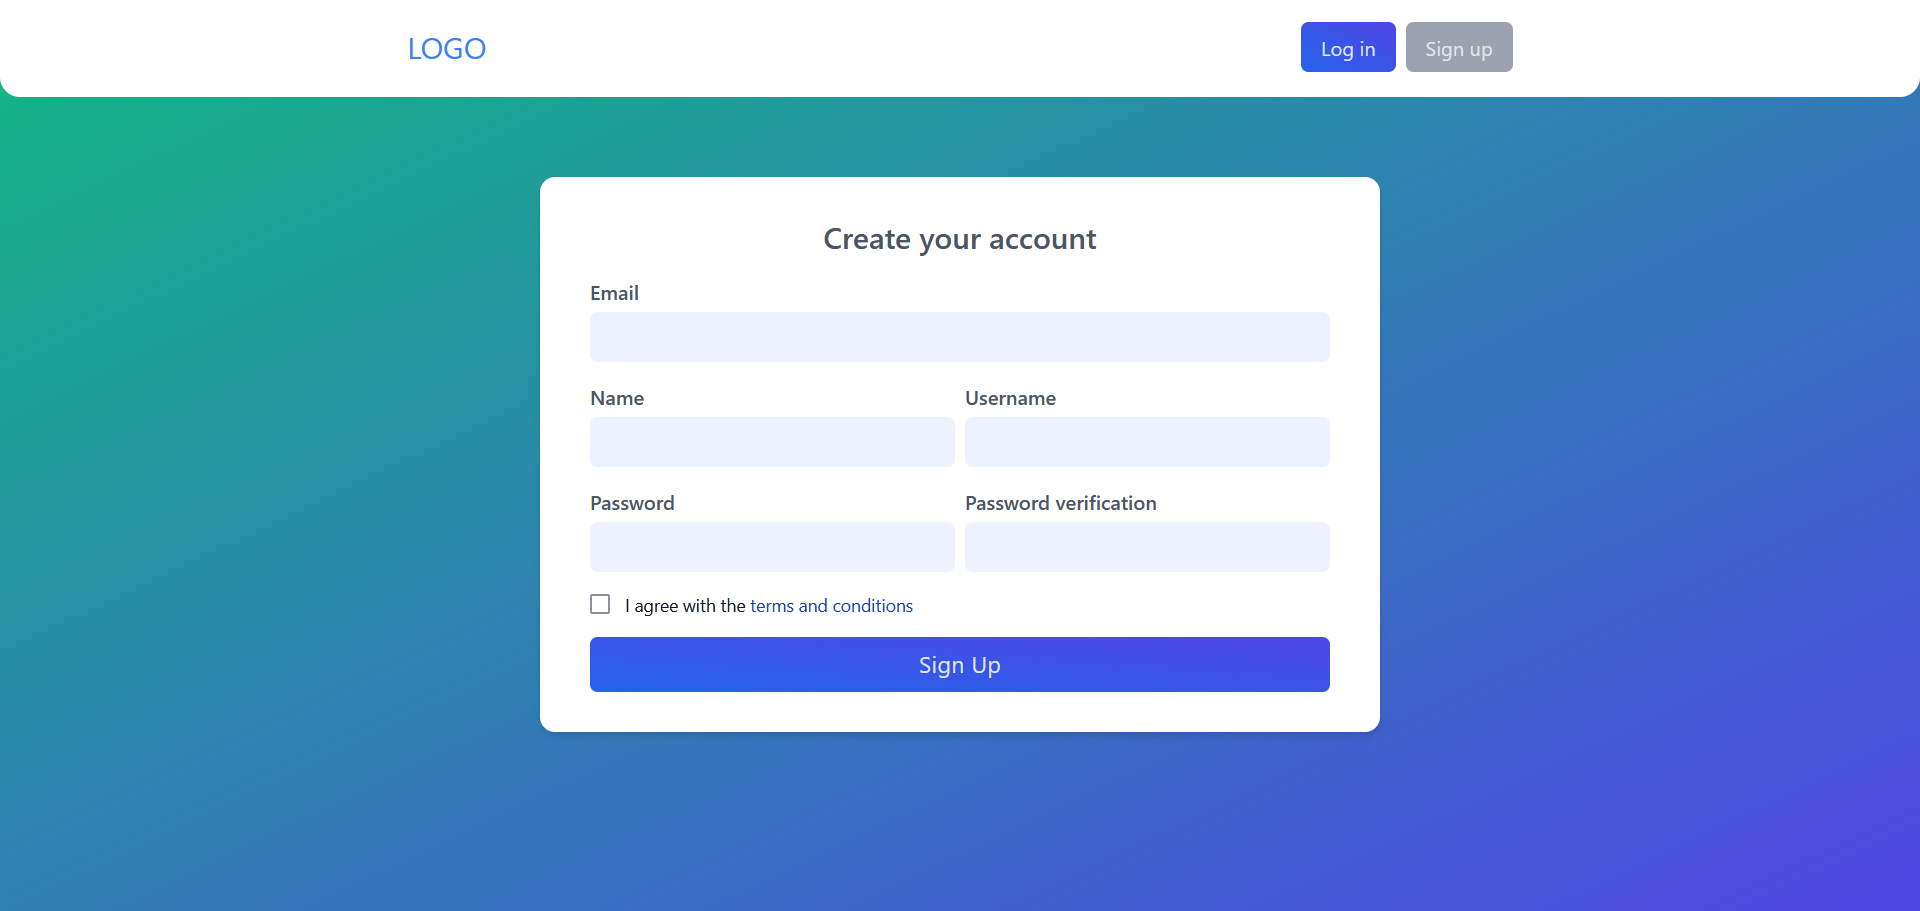 LOGO
Log in
Sign up
Create your account
Email
Name
Username
Password
Password verification
I agree with the terms and conditions
Sign Up